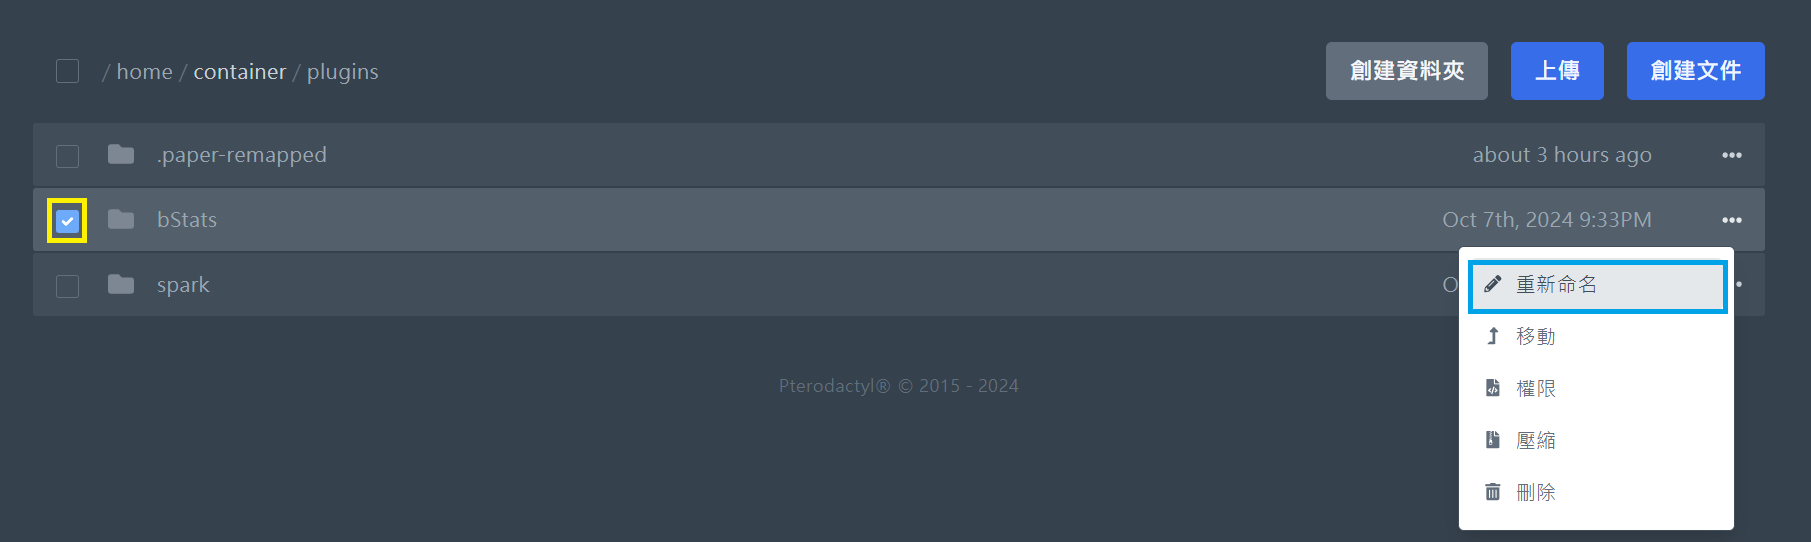 / home / container / plugins
創建資料夾
上傳
創建文件
.paper-remapped about 3 hours ago
bStats Oct 7th, 2024 9:33PM
spark
重新命名
移動
權限
壓縮
刪除
Pterodactyl® © 2015 - 2024